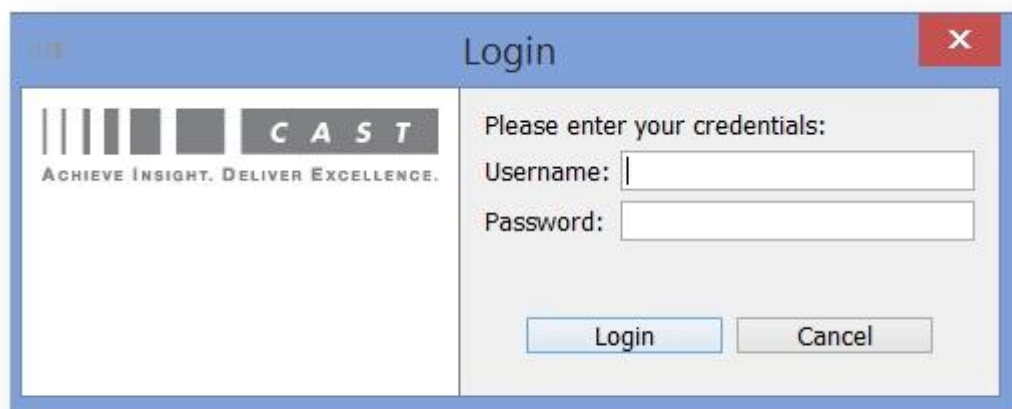 Login
CAST
ACHIEVE INSIGHT. DELIVER EXCELLENCE.
Please enter your credentials:
Username:
Password:
Login
Cancel